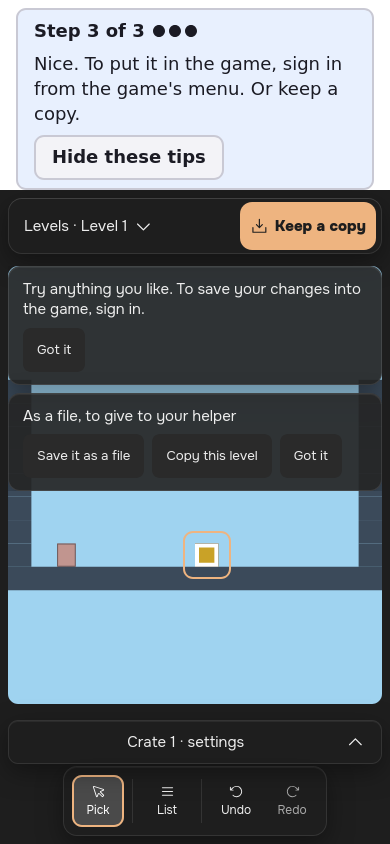 Step 3 of 3
Nice. To put it in the game, sign in
from the game's menu. Or keep a
copy.
Hide these tips
Levels · Level 1
Keep a copy
Try anything you like. To save your changes into
the game, sign in.
Got it
As a file, to give to your helper
Save it as a file
Copy this level
Got it
Crate 1 · settings
Pick
List
Undo
Redo